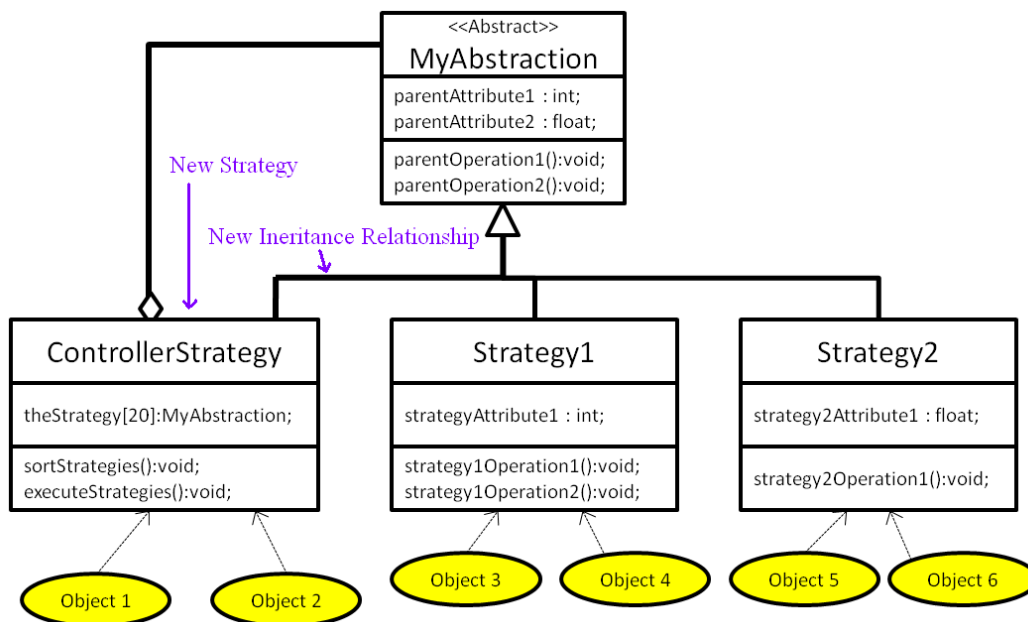 <<Abstract>>
MyAbstraction
parentAttribute1 : int;
parentAttribute2 : float;
parentOperation1():void;
parentOperation2():void;
New Strategy
New Ineritance Relationship
ControllerStrategy
theStrategy[20]:MyAbstraction;
sortStrategies():void;
executeStrategies():void;
Strategy1
strategyAttribute1 : int;
strategy1Operation1():void;
strategy1Operation2():void;
Strategy2
strategy2Attribute1 : float;
strategy2Operation1():void;
Object 1
Object 2
Object 3
Object 4
Object 5
Object 6